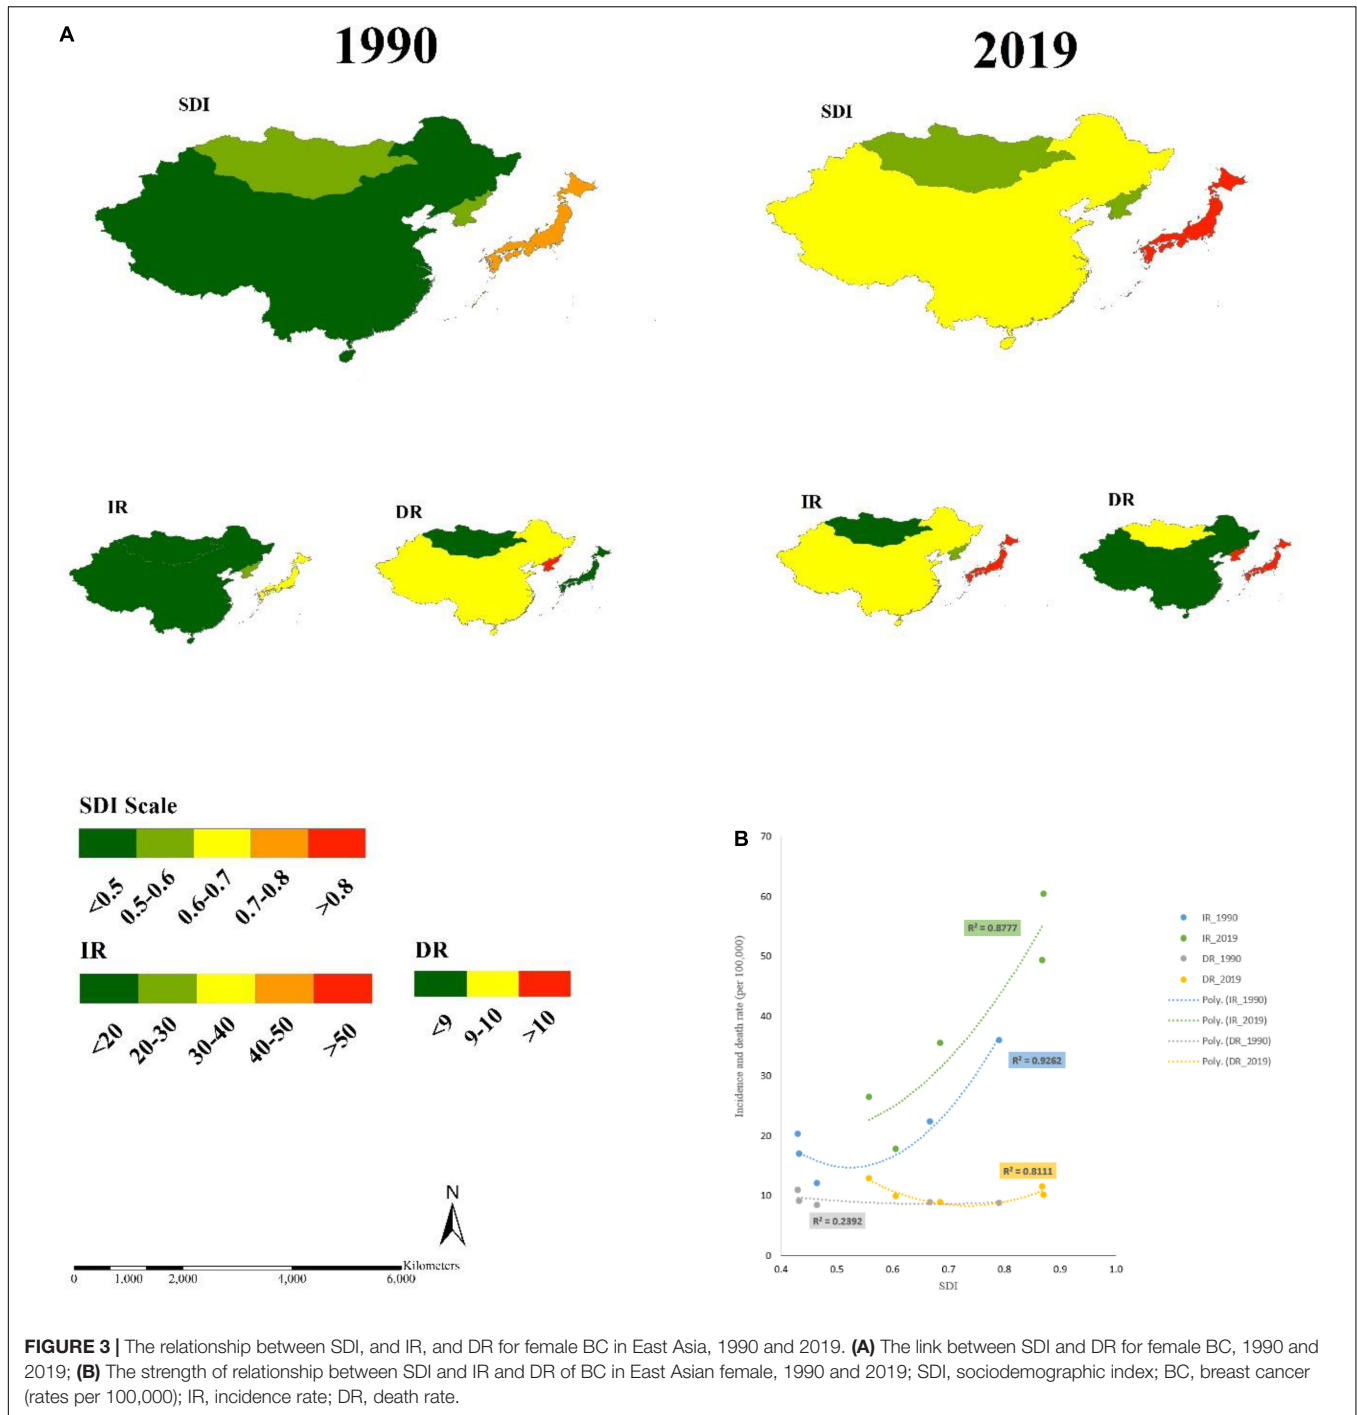 A
1990
2019
SDI
SDI
IR
DR
IR
DR
SDI Scale
<0.5
0.5-0.6
0.6-0.7
0.7-0.8
>0.8
IR
<20
20-30
30-40
40-50
>50
DR
<9
9-10
>10
N
Kilometers
0 1,000 2,000 4,000 6,000
B
70
60
50
40
30
20
10
0
Incidence and death rate (per 100,000)
0.4 0.5 0.6 0.7 0.8 0.9 1.0
SDI
R² = 0.8777
R² = 0.9262
R² = 0.8111
R² = 0.2392
IR_1990
IR_2019
DR_1990
DR_2019
Poly. (IR_1990)
Poly. (IR_2019)
Poly. (DR_1990)
Poly. (DR_2019)
FIGURE 3 | The relationship between SDI, and IR, and DR for female BC in East Asia, 1990 and 2019. (A) The link between SDI and DR for female BC, 1990 and
2019; (B) The strength of relationship between SDI and IR and DR of BC in East Asian female, 1990 and 2019; SDI, sociodemographic index; BC, breast cancer
(rates per 100,000); IR, incidence rate; DR, death rate.